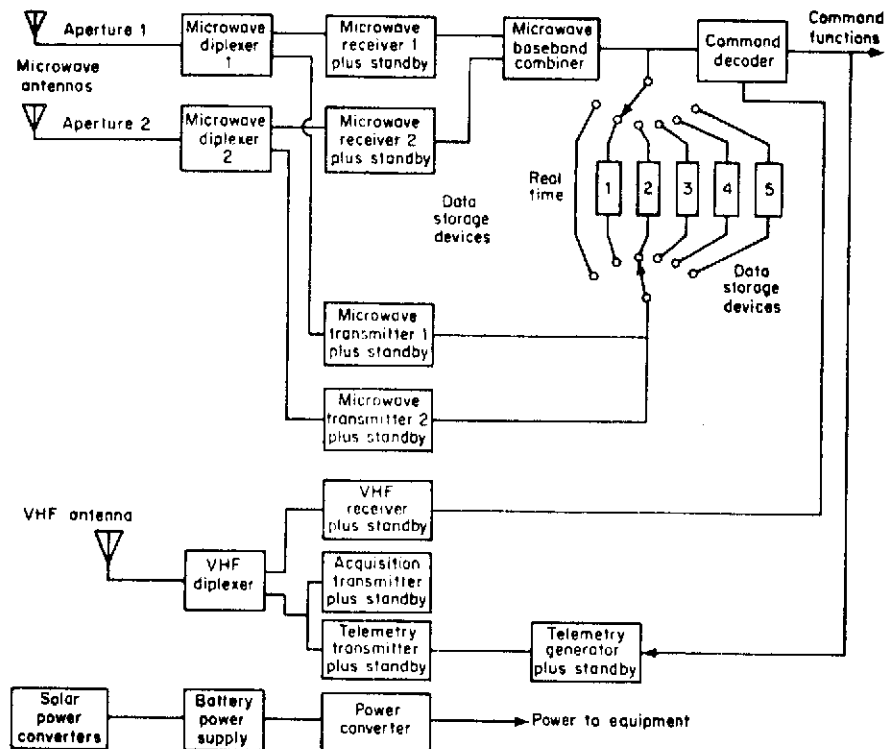 Aperture 1
Microwave
diplexer
1
Microwave
receiver 1
plus standby
Microwave
baseband
combiner
Command
decoder
Command
functions
Microwave
antennas
Aperture 2
Microwave
diplexer
2
Microwave
receiver 2
plus standby
Real
time
1
2
3
4
5
Data
storage
devices
Data
storage
devices
Microwave
transmitter 1
plus standby
Microwave
transmitter 2
plus standby
VHF antenna
VHF
receiver
plus standby
VHF
diplexer
Acquisition
transmitter
plus standby
Telemetry
transmitter
plus standby
Telemetry
generator
plus standby
Solar
power
converters
Battery
power
supply
Power
converter
Power to equipment